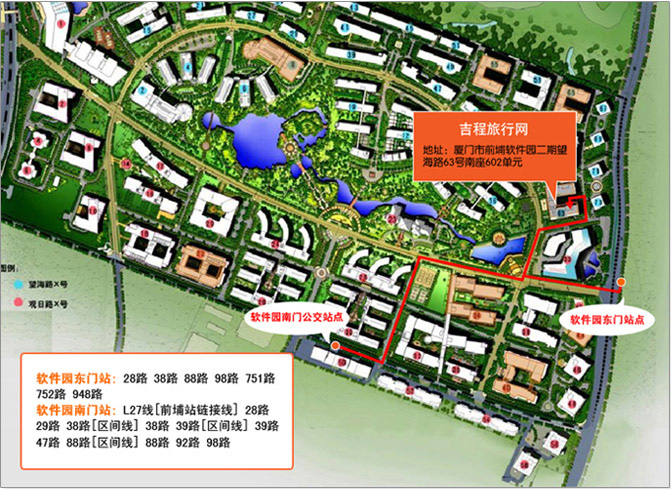 吉程旅行网
地址：厦门市前埔软件园二期望
海路63号南座602单元
图例：
望海路X号
观日路X号
软件园南门公交站点
软件园东门站点
软件园东门站：28路 38路 88路 98路 751路
752路 948路
软件园南门站：L27线[前埔站链接线] 28路
29路 38路[区间线] 38路 39路[区间线] 39路
47路 88路[区间线] 88路 92路 98路